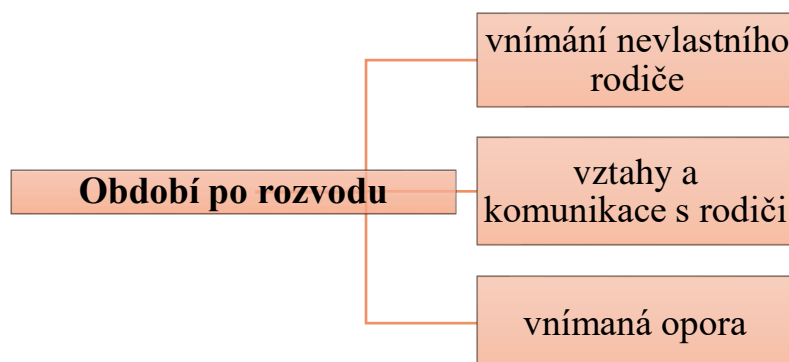 vnímání nevlastního
rodiče
Období po rozvodu
vztahy a
komunikace s rodiči
vnímaná opora